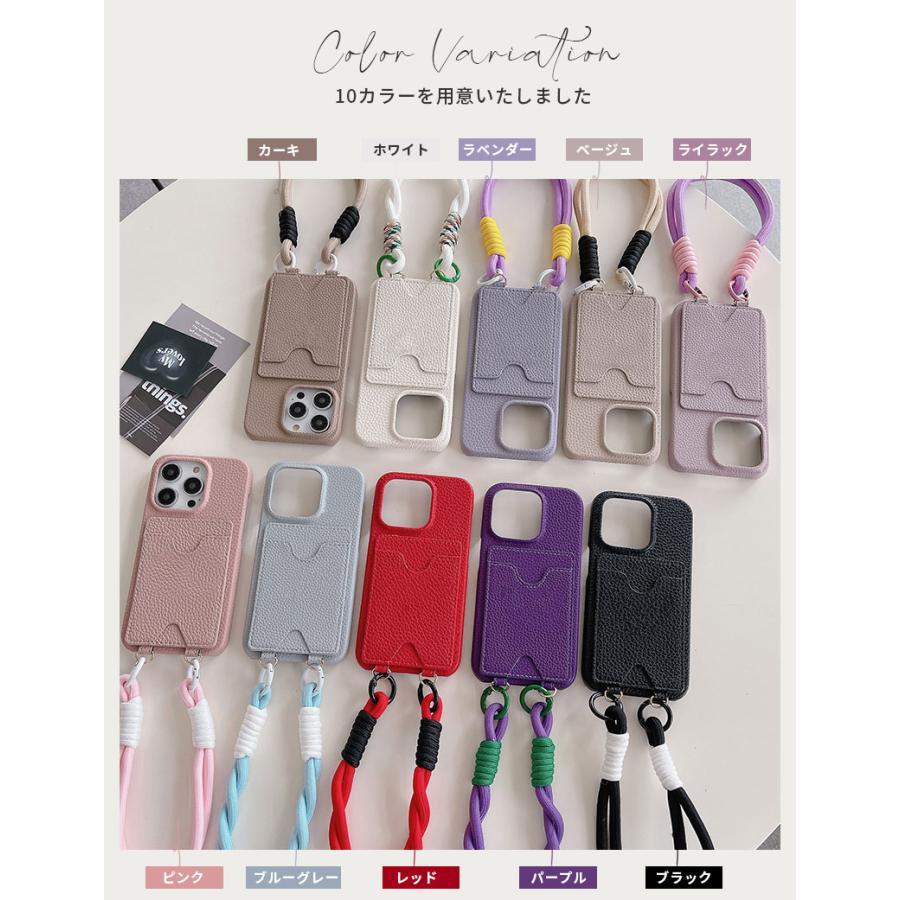 Color Variation
10カラーを用意いたしました
カーキ
ホワイト
ラベンダー
ベージュ
ライラック
My
lovers
things.
ピンク
ブルーグレー
レッド
パープル
ブラック